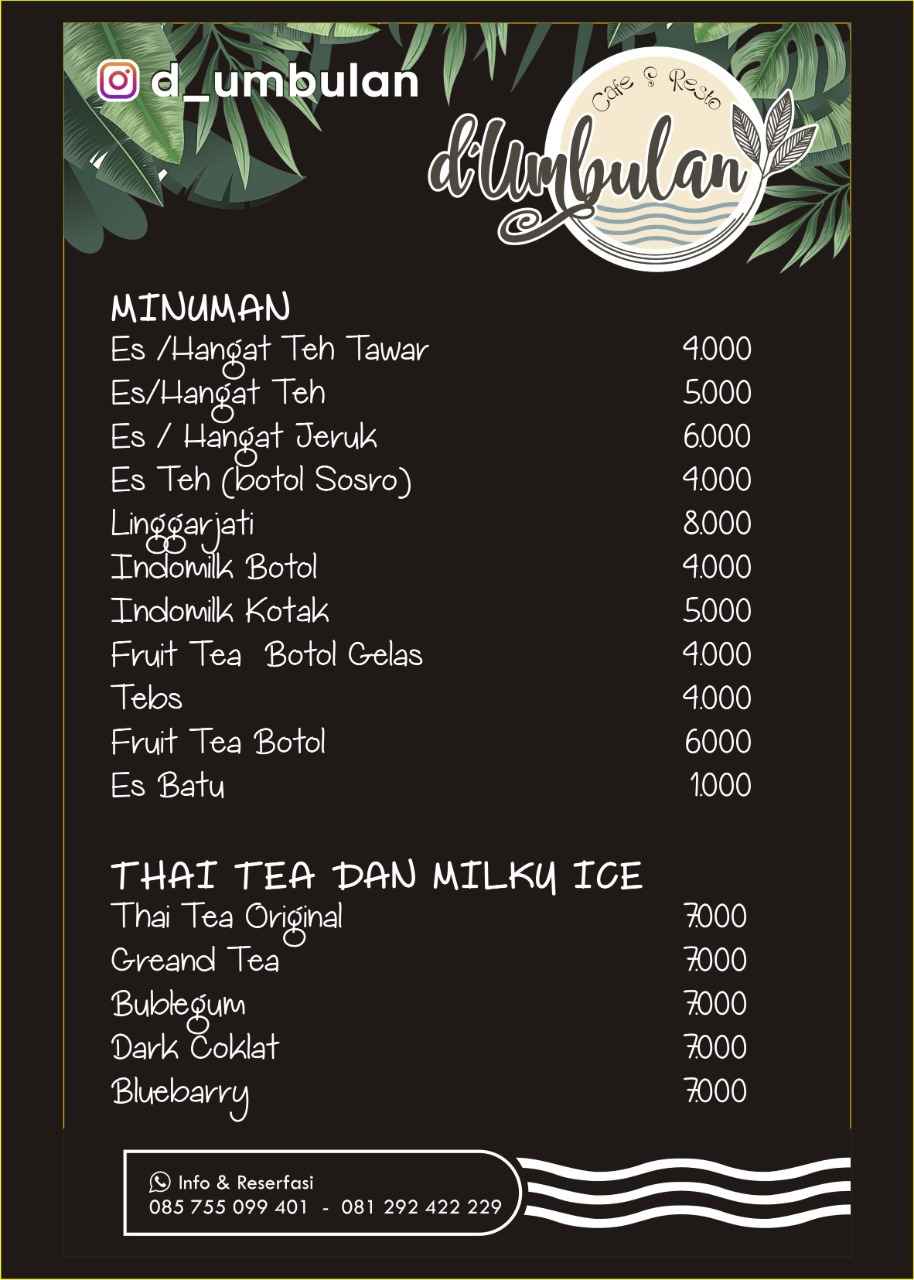 d_umbulan
Cafe & Resto
d'Umbulan
MINUMAN
Es /Hangat Teh Tawar 4.000
Es/Hangat Teh 5.000
Es / Hangat Jeruk 6.000
Es Teh (botol Sosro) 4.000
Linggarjati 8.000
Indomilk Botol 4.000
Indomilk Kotak 5.000
Fruit Tea Botol Gelas 4.000
Tebs 4.000
Fruit Tea Botol 6000
Es Batu 1.000
THAI TEA DAN MILKY ICE
Thai Tea Original 7.000
Greand Tea 7.000
Bublegum 7.000
Dark Coklat 7.000
Bluebarry 7.000
Info & Reserfasi
085 755 099 401 - 081 292 422 229